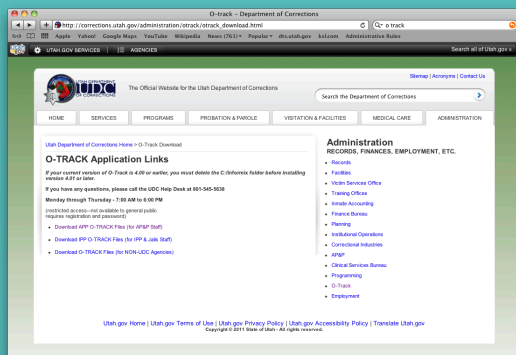 O-track – Department of Corrections
http://corrections.utah.gov/administration/otrack/otrack_download.html
o track
Apple Yahoo! Google Maps YouTube Wikipedia News (761) Popular dts.utah.gov ksl.com Administrative Rules
UTAH.GOV SERVICES AGENCIES Search all of Utah.gov »
Sitemap | Acronyms | Contact Us
UTAH DEPARTMENT
UDC
OF CORRECTIONS
The Official Website for the Utah Department of Corrections
Search the Department of Corrections
HOME SERVICES PROGRAMS PROBATION & PAROLE VISITATION & FACILITIES MEDICAL CARE ADMINISTRATION
Utah Department of Corrections Home > O-Track Download
O-TRACK Application Links
If your current version of O-Track is 4.00 or earlier, you must delete the C:/Informix folder before installing
version 4.01 or later.
If you have any questions, please call the UDC Help Desk at 801-545-5638
Monday through Thursday - 7:00 AM to 6:00 PM
(restricted access--not available to general public
requires registration and password)
Download APP O-TRACK Files (for AP&P Staff)
Download IPP O-TRACK Files (for IPP & Jails Staff)
Download O-TRACK Files (for NON-UDC Agencies)
Administration
RECORDS, FINANCES, EMPLOYMENT, ETC.
Records
Facilities
Victim Services Office
Training Offices
Inmate Accounting
Finance Bureau
Planning
Institutional Operations
Correctional Industries
AP&P
Clinical Services Bureau
Programming
O-Track
Employment
Utah.gov Home | Utah.gov Terms of Use | Utah.gov Privacy Policy | Utah.gov Accessibility Policy | Translate Utah.gov
Copyright © 2011 State of Utah - All rights reserved.